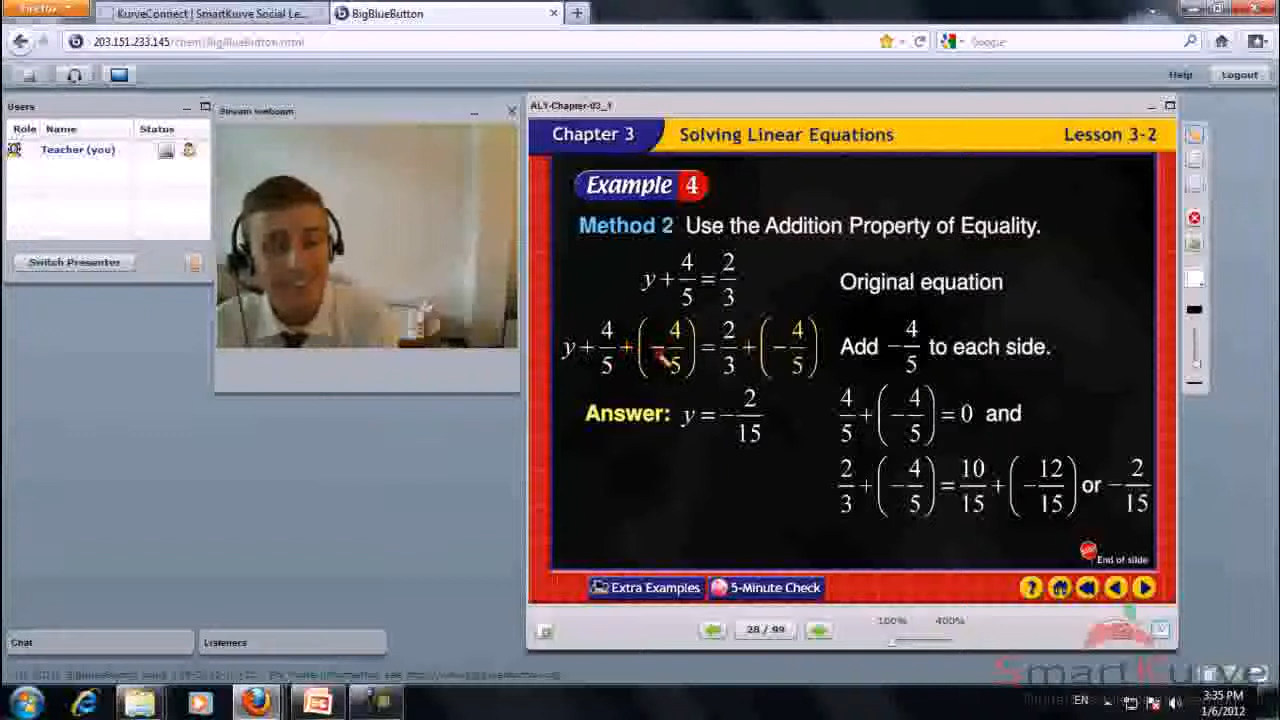 Firefox
KurveConnect | SmartKurve Social Le...
BigBlueButton
203.151.233.145/client/BigBlueButton.html
Google
Help
Logout
Users
Role Name Status
Teacher (you)
Switch Presenter
Stream webcam
ALY-Chapter-03_1
Chapter 3 Solving Linear Equations Lesson 3-2
Example 4
Method 2 Use the Addition Property of Equality.
y + 4/5 = 2/3 Original equation
y + 4/5 + (−4/5) = 2/3 + (−4/5) Add −4/5 to each side.
Answer: y = −2/15 4/5 + (−4/5) = 0 and
2/3 + (−4/5) = 10/15 + (−12/15) or −2/15
End of slide
Extra Examples
5-Minute Check
?
28 / 99
100% 400%
Chat
Listeners
SmartKurve
EN
3:35 PM
1/6/2012